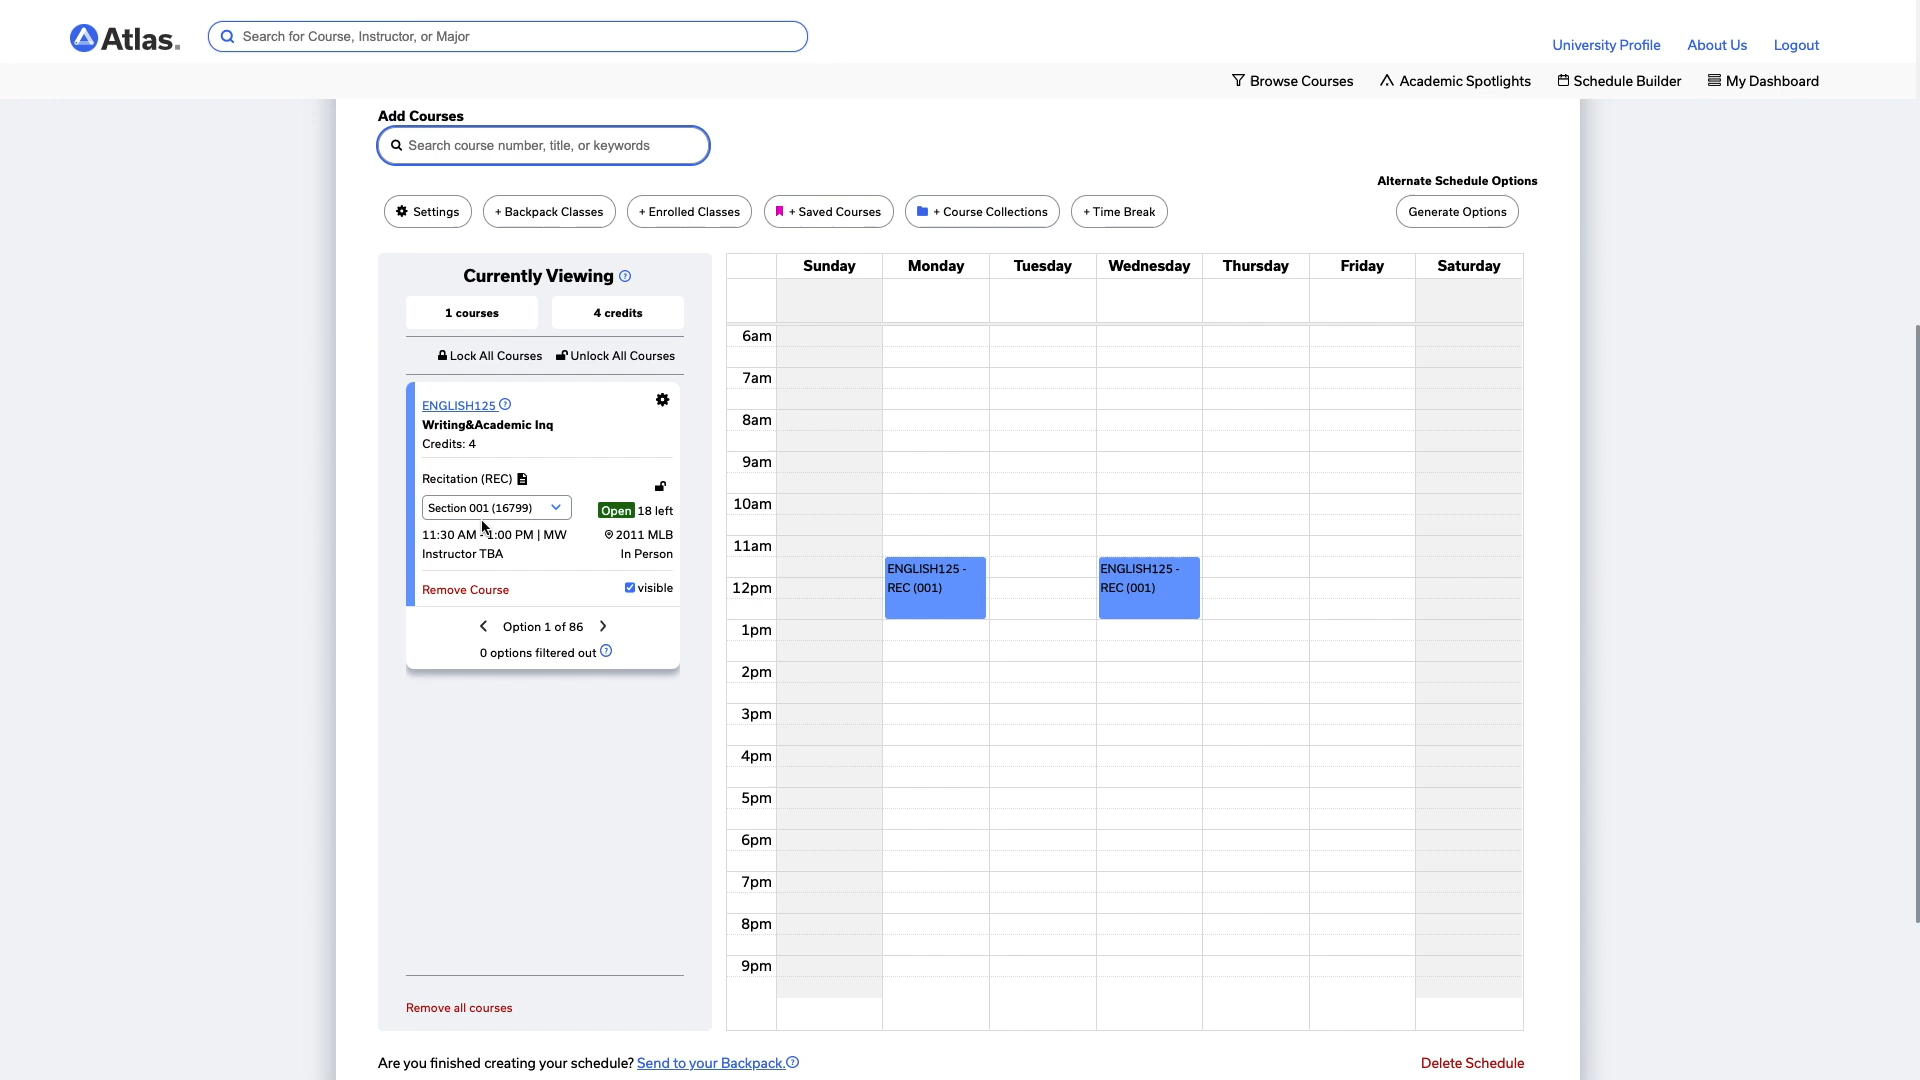 Atlas.
Search for Course, Instructor, or Major
University Profile
About Us
Logout
Browse Courses
Academic Spotlights
Schedule Builder
My Dashboard
Add Courses
Search course number, title, or keywords
Alternate Schedule Options
Settings
+ Backpack Classes
+ Enrolled Classes
+ Saved Courses
+ Course Collections
+ Time Break
Generate Options
Currently Viewing ?
1 courses
4 credits
Lock All Courses
Unlock All Courses
ENGLISH125 ?
Writing&Academic Inq
Credits: 4
Recitation (REC)
Section 001 (16799)
Open 18 left
11:30 AM - 1:00 PM | MW
2011 MLB
Instructor TBA
In Person
Remove Course
visible
Option 1 of 86
0 options filtered out ?
Remove all courses
Sunday
Monday
Tuesday
Wednesday
Thursday
Friday
Saturday
6am
7am
8am
9am
10am
11am
12pm
1pm
2pm
3pm
4pm
5pm
6pm
7pm
8pm
9pm
ENGLISH125 -
REC (001)
ENGLISH125 -
REC (001)
Are you finished creating your schedule? Send to your Backpack. ?
Delete Schedule